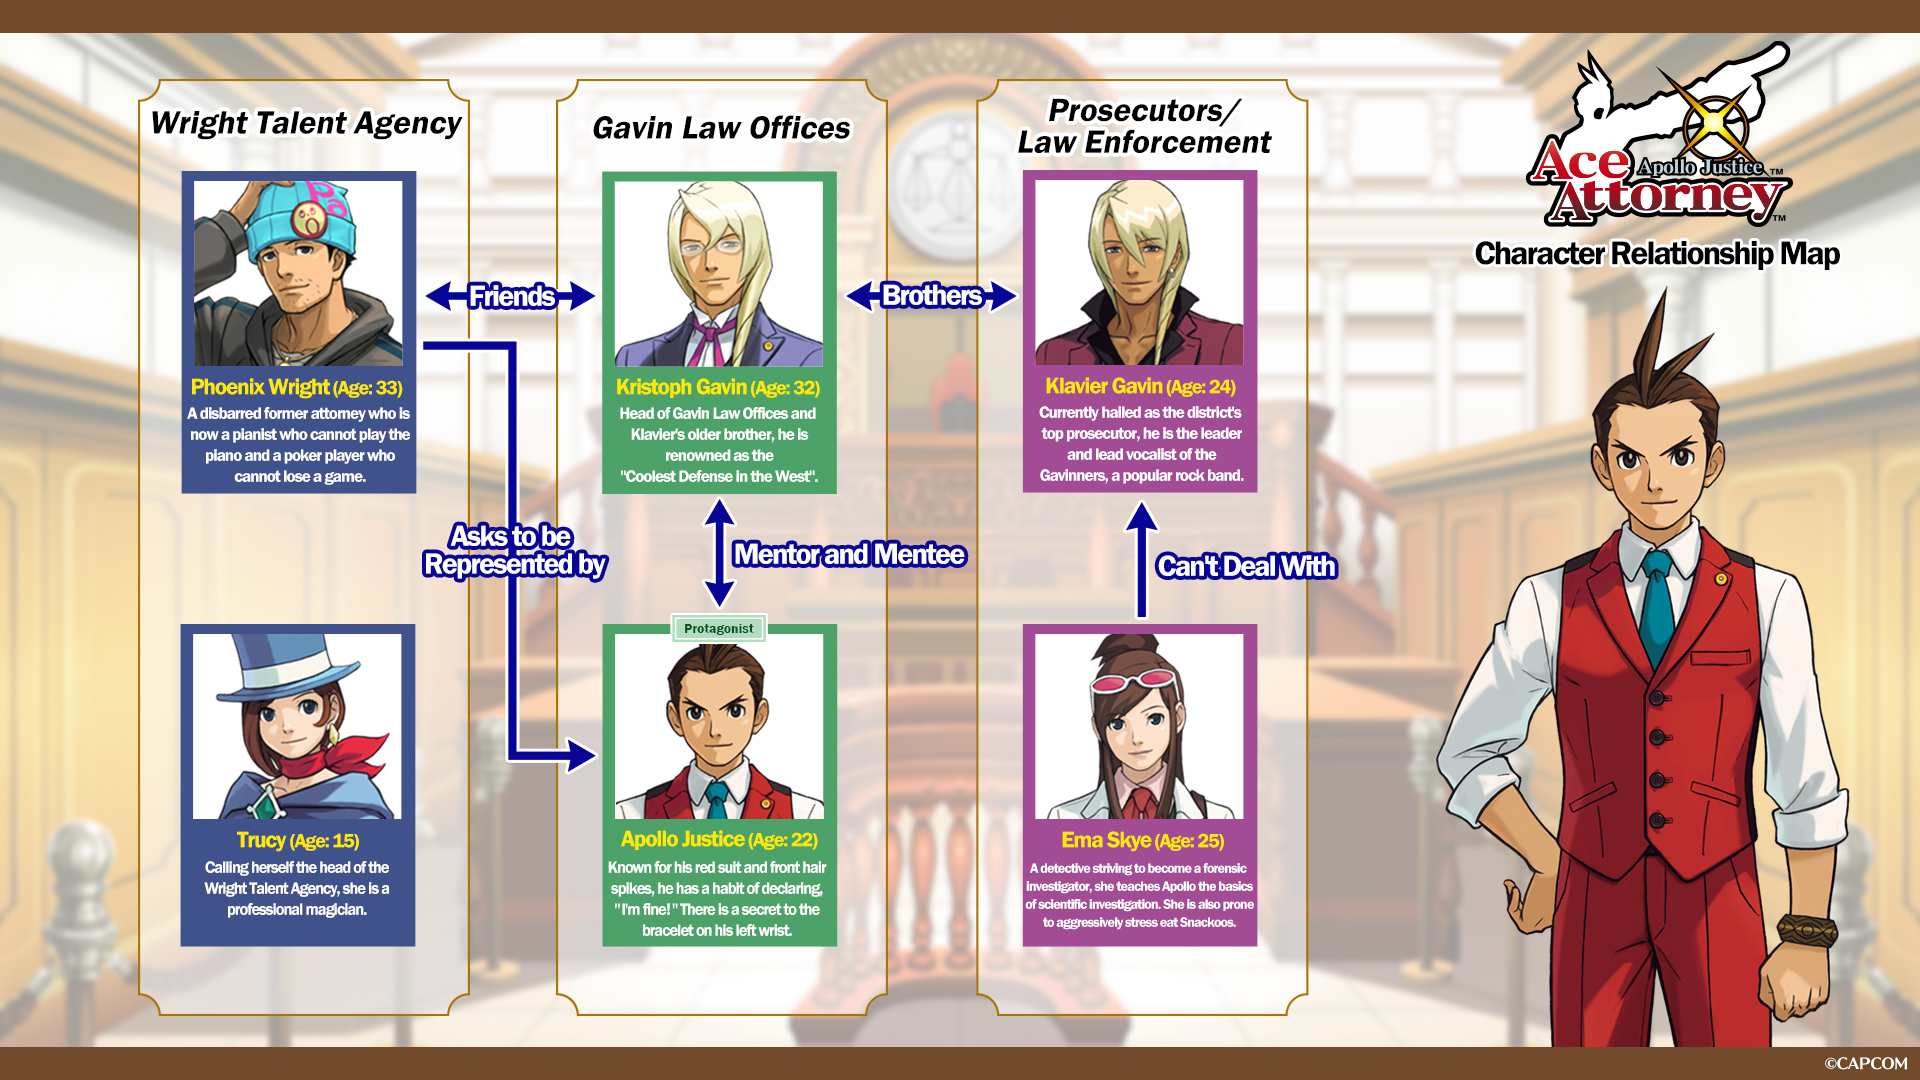 Wright Talent Agency
Phoenix Wright (Age: 33)
A disbarred former attorney who is
now a pianist who cannot play the
piano and a poker player who
cannot lose a game.
Trucy (Age: 15)
Calling herself the head of the
Wright Talent Agency, she is a
professional magician.
Friends
Asks to be
Represented by
Gavin Law Offices
Kristoph Gavin (Age: 32)
Head of Gavin Law Offices and
Klavier's older brother, he is
renowned as the
"Coolest Defense in the West".
Mentor and Mentee
Protagonist
Apollo Justice (Age: 22)
Known for his red suit and front hair
spikes, he has a habit of declaring,
"I'm fine!" There is a secret to the
bracelet on his left wrist.
Brothers
Prosecutors/
Law Enforcement
Klavier Gavin (Age: 24)
Currently hailed as the district's
top prosecutor, he is the leader
and lead vocalist of the
Gavinners, a popular rock band.
Can't Deal With
Ema Skye (Age: 25)
A detective striving to become a forensic
investigator, she teaches Apollo the basics
of scientific investigation. She is also prone
to aggressively stress eat Snackoos.
Apollo Justice™
Ace
Attorney™
Character Relationship Map
Pa
©CAPCOM